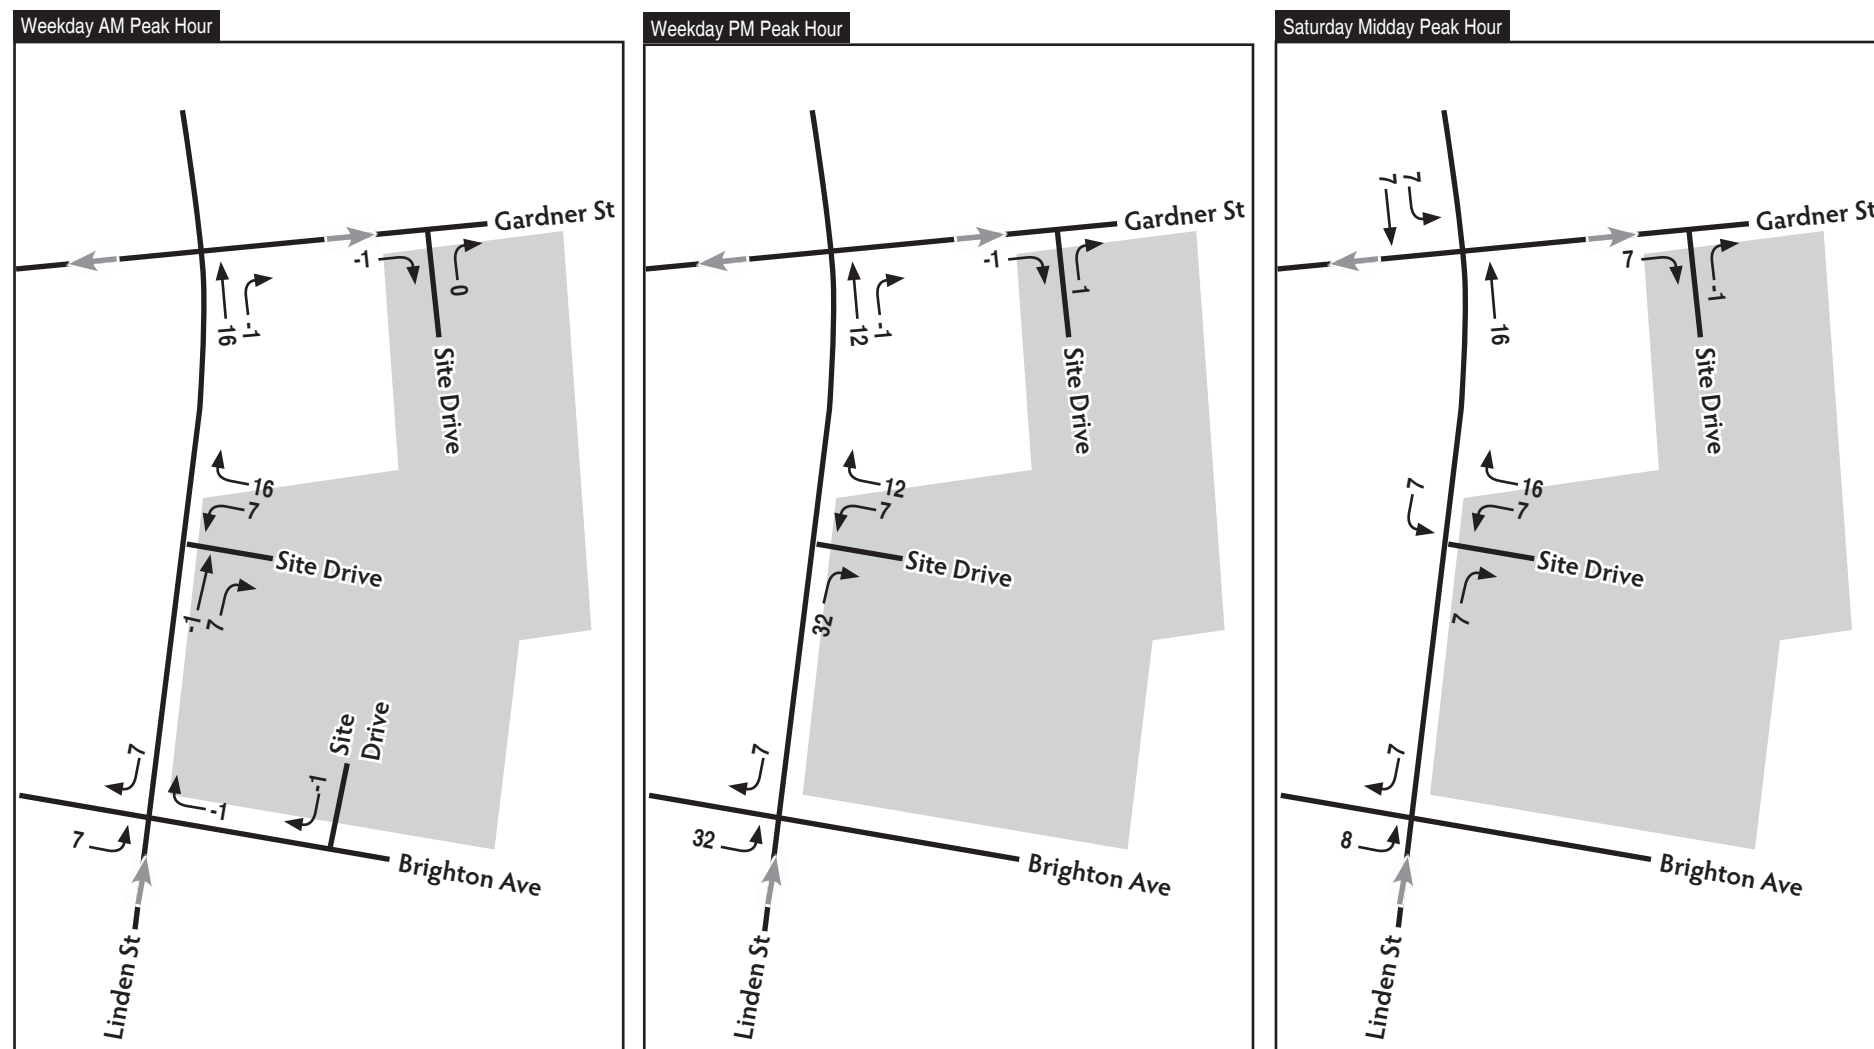 Weekday AM Peak Hour
Gardner St
-1
0
16
-1
Site Drive
16
7
Site Drive
-1
7
7
Site
Drive
-1
-1
7
Brighton Ave
Linden St
Weekday PM Peak Hour
Gardner St
-1
1
12
-1
Site Drive
12
7
Site Drive
32
7
32
Brighton Ave
Linden St
Saturday Midday Peak Hour
7
7
Gardner St
7
-1
16
Site Drive
7
16
7
Site Drive
7
7
8
Brighton Ave
Linden St